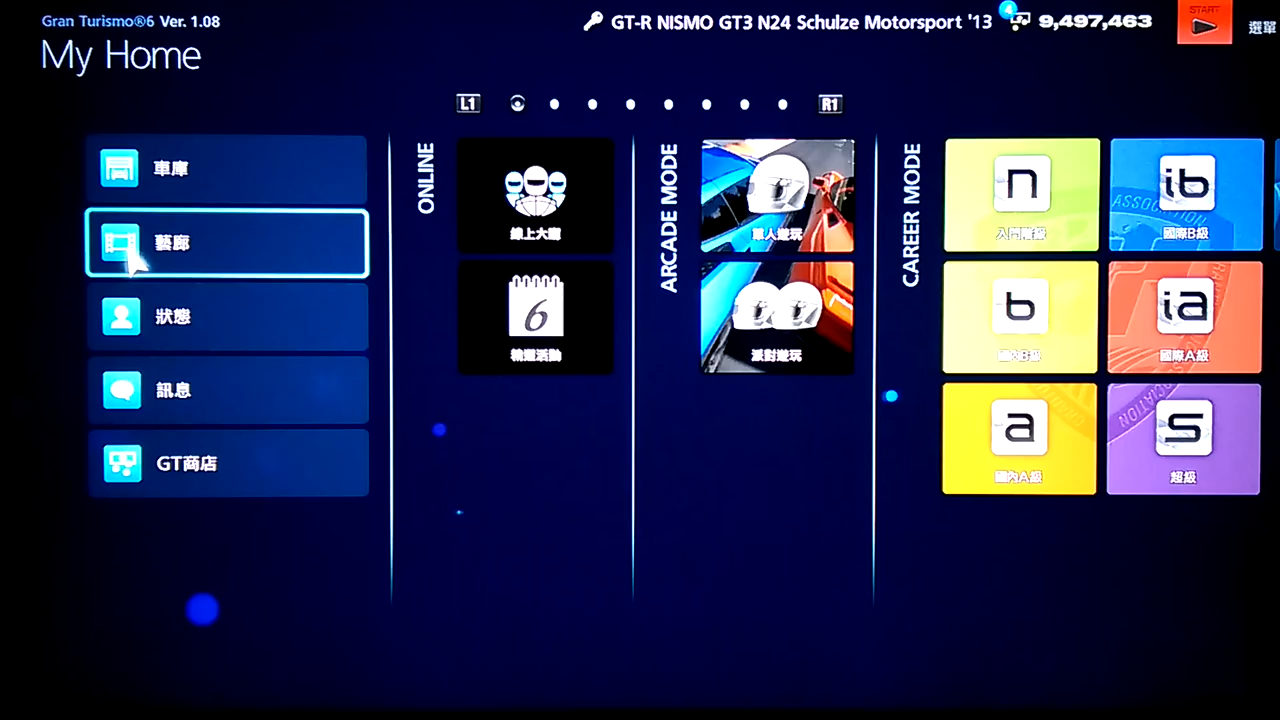 Gran Turismo®6 Ver. 1.08
My Home
GT-R NISMO GT3 N24 Schulze Motorsport '13
4
9,497,463
START
選單
L1
R1
車庫
藝廊
狀態
訊息
GT商店
ONLINE
線上大廳
6
精選活動
ARCADE MODE
單人遊玩
派對遊玩
CAREER MODE
n
入門階級
ib
ASSOCIATION
國際B級
b
國內B級
ia
國際A級
a
國內A級
S
超級